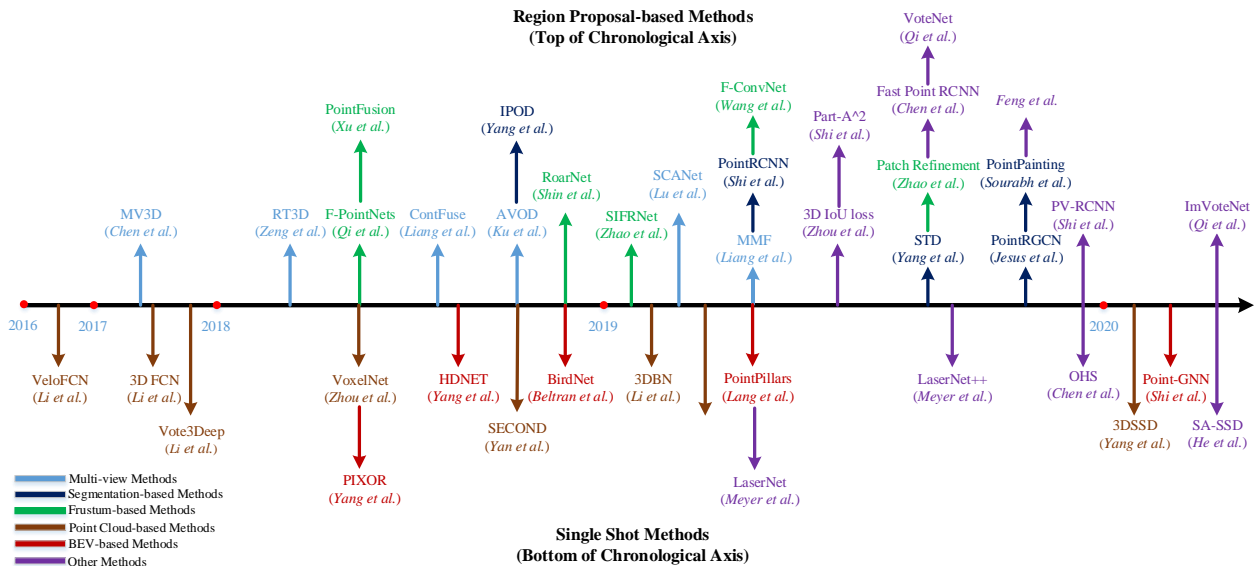 Region Proposal-based Methods
(Top of Chronological Axis)
VoteNet
(Qi et al.)
F-ConvNet
(Wang et al.)
Fast Point RCNN
(Chen et al.)
Feng et al.
PointFusion
(Xu et al.)
IPOD
(Yang et al.)
Part-A^2
(Shi et al.)
RoarNet
(Shin et al.)
SCANet
(Lu et al.)
PointRCNN
(Shi et al.)
Patch Refinement
(Zhao et al.)
PointPainting
(Sourabh et al.)
MV3D
(Chen et al.)
RT3D
(Zeng et al.)
F-PointNets
(Qi et al.)
ContFuse
(Liang et al.)
AVOD
(Ku et al.)
SIFRNet
(Zhao et al.)
MMF
(Liang et al.)
3D IoU loss
(Zhou et al.)
STD
(Yang et al.)
PointRGCN
(Jesus et al.)
PV-RCNN
(Shi et al.)
ImVoteNet
(Qi et al.)
2016
2017
2018
2019
2020
VeloFCN
(Li et al.)
3D FCN
(Li et al.)
Vote3Deep
(Li et al.)
VoxelNet
(Zhou et al.)
HDNET
(Yang et al.)
SECOND
(Yan et al.)
BirdNet
(Beltran et al.)
3DBN
(Li et al.)
PointPillars
(Lang et al.)
LaserNet++
(Meyer et al.)
OHS
(Chen et al.)
3DSSD
(Yang et al.)
Point-GNN
(Shi et al.)
SA-SSD
(He et al.)
PIXOR
(Yang et al.)
LaserNet
(Meyer et al.)
Multi-view Methods
Segmentation-based Methods
Frustum-based Methods
Point Cloud-based Methods
BEV-based Methods
Other Methods
Single Shot Methods
(Bottom of Chronological Axis)